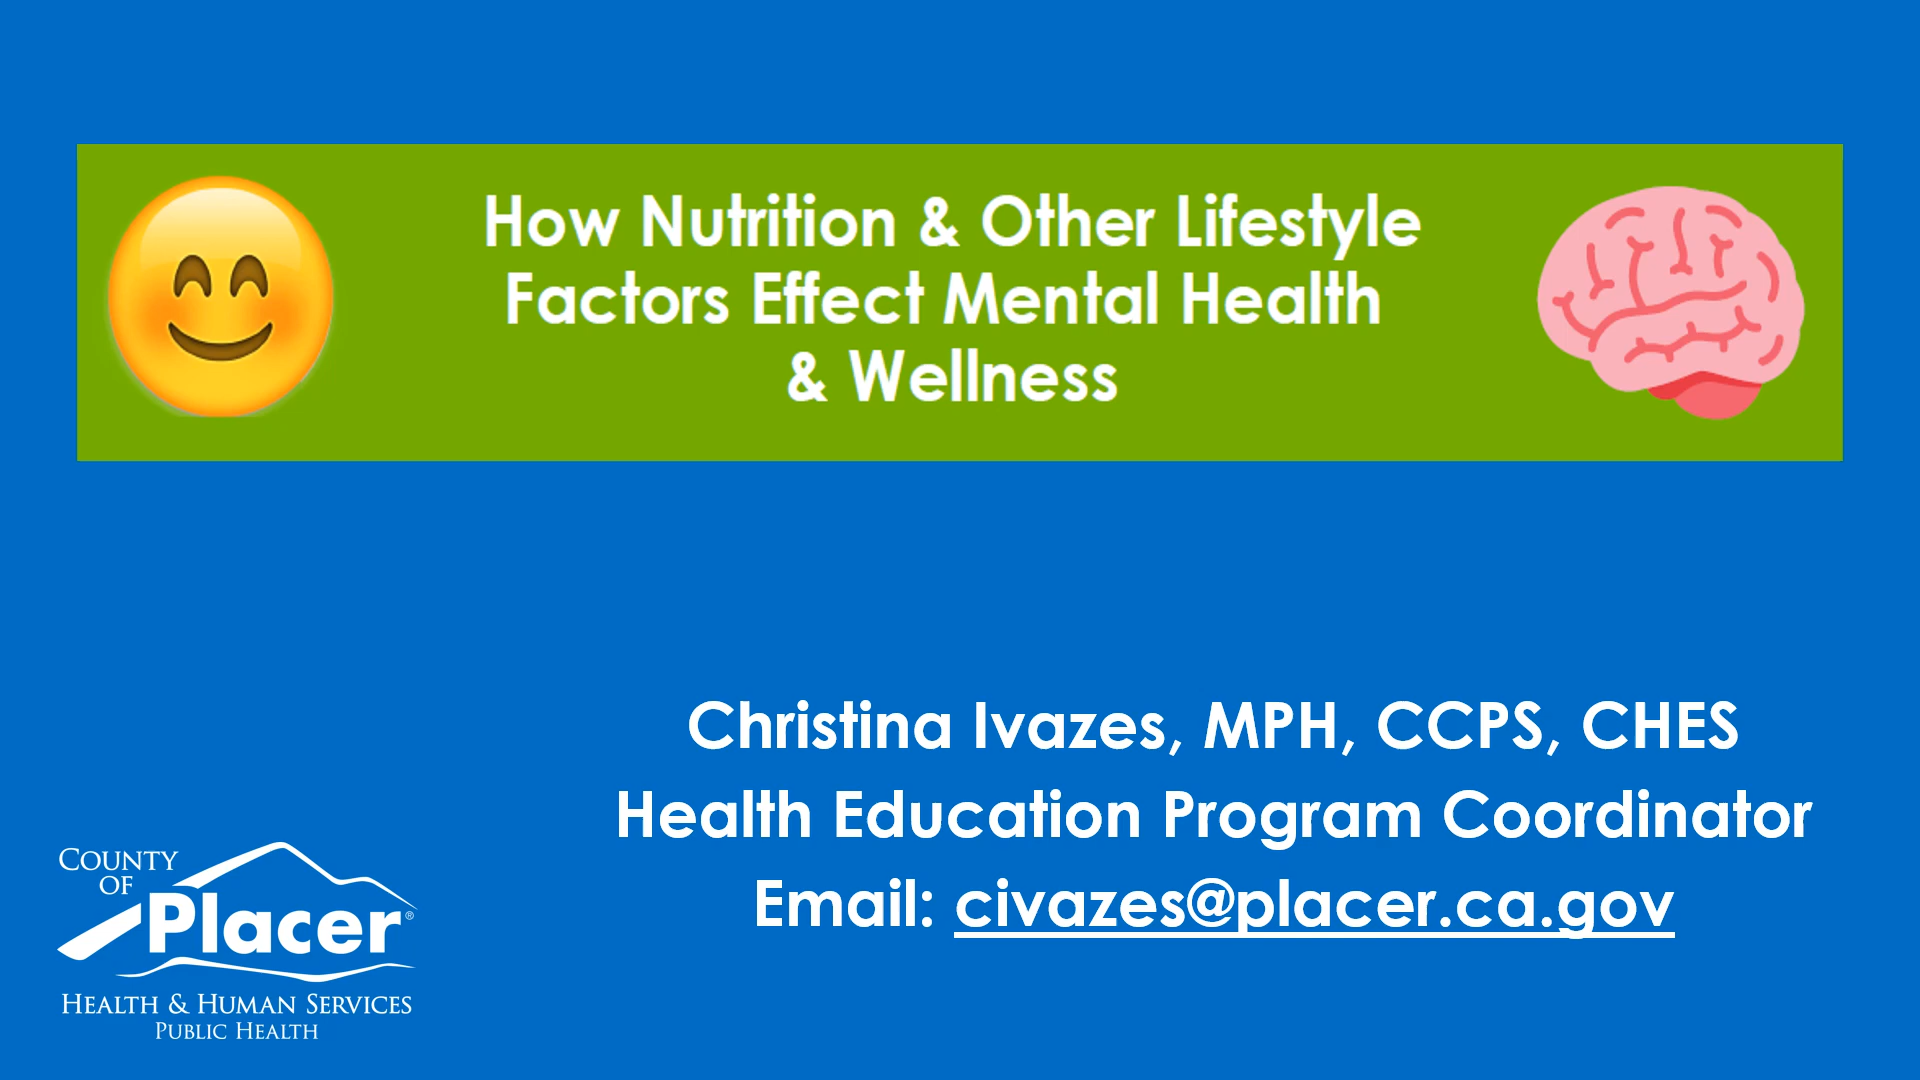 How Nutrition & Other Lifestyle
Factors Effect Mental Health
& Wellness
Christina Ivazes, MPH, CCPS, CHES
Health Education Program Coordinator
Email: civazes@placer.ca.gov
COUNTY
OF
Placer®
HEALTH & HUMAN SERVICES
PUBLIC HEALTH